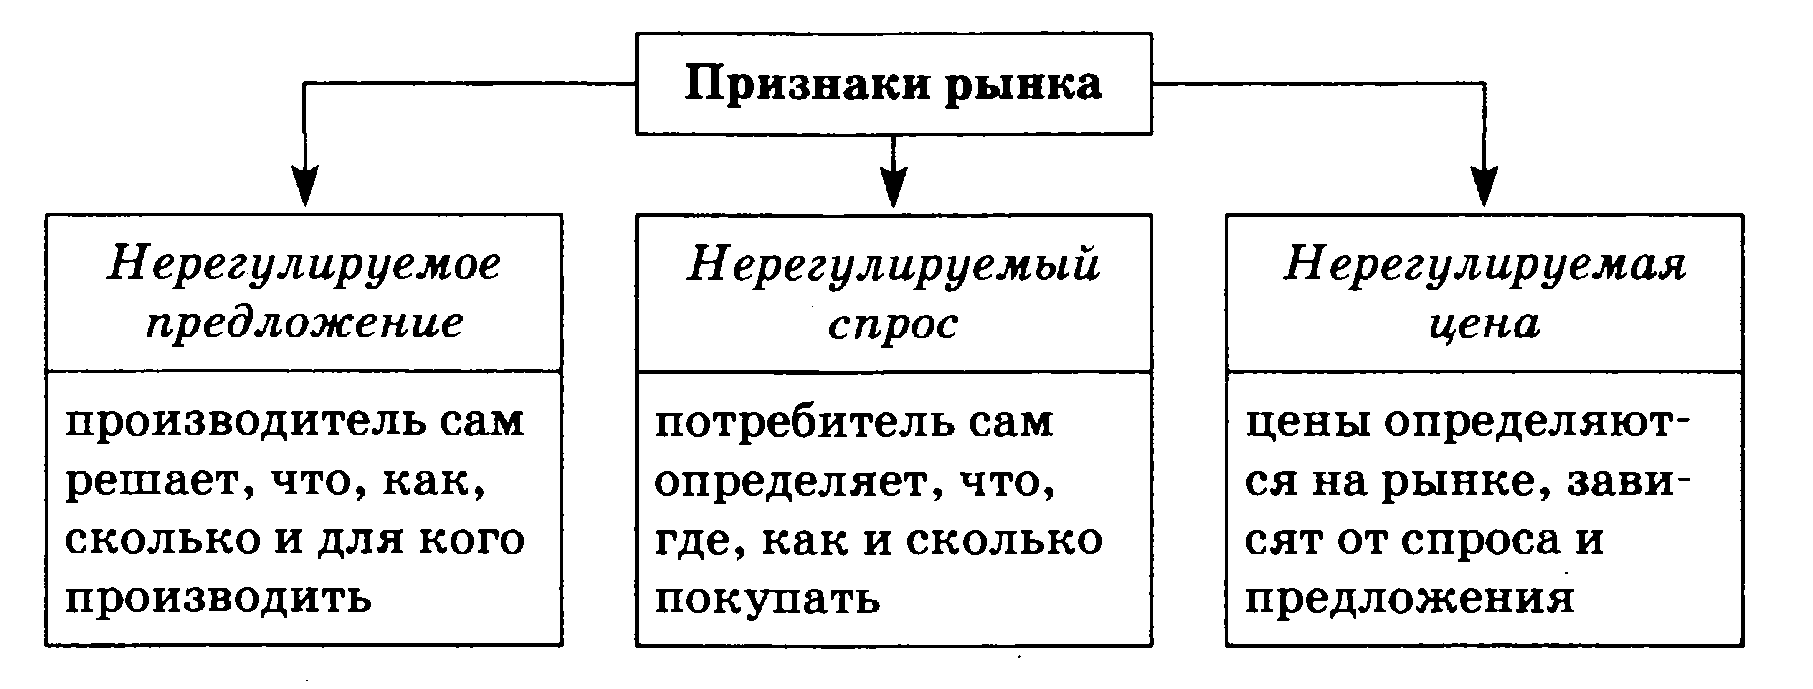 Признаки рынка
Нерегулируемое
предложение
производитель сам
решает, что, как,
сколько и для кого
производить
Нерегулируемый
спрос
потребитель сам
определяет, что,
где, как и сколько
покупать
Нерегулируемая
цена
цены определяют-
ся на рынке, зави-
сят от спроса и
предложения